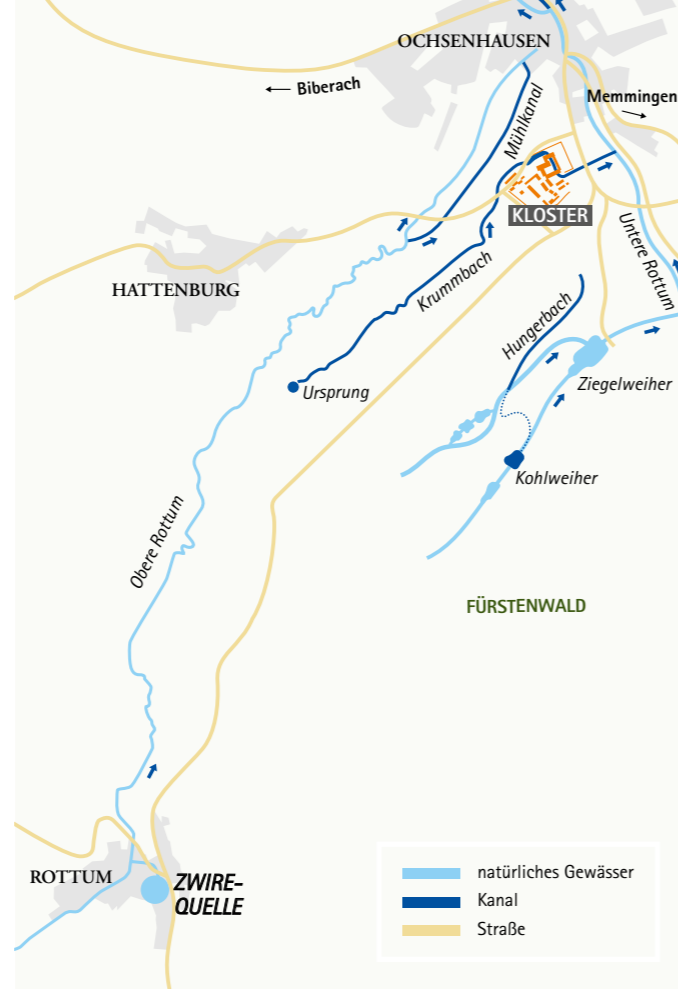 OCHSENHAUSEN
Biberach
Memmingen
Mühlkanal
KLOSTER
Untere Rottum
HATTENBURG
Krummbach
Hungerbach
Ursprung
Ziegelweiher
Kohlweiher
Obere Rottum
FÜRSTENWALD
ROTTUM
ZWIRE-
QUELLE
natürliches Gewässer
Kanal
Straße